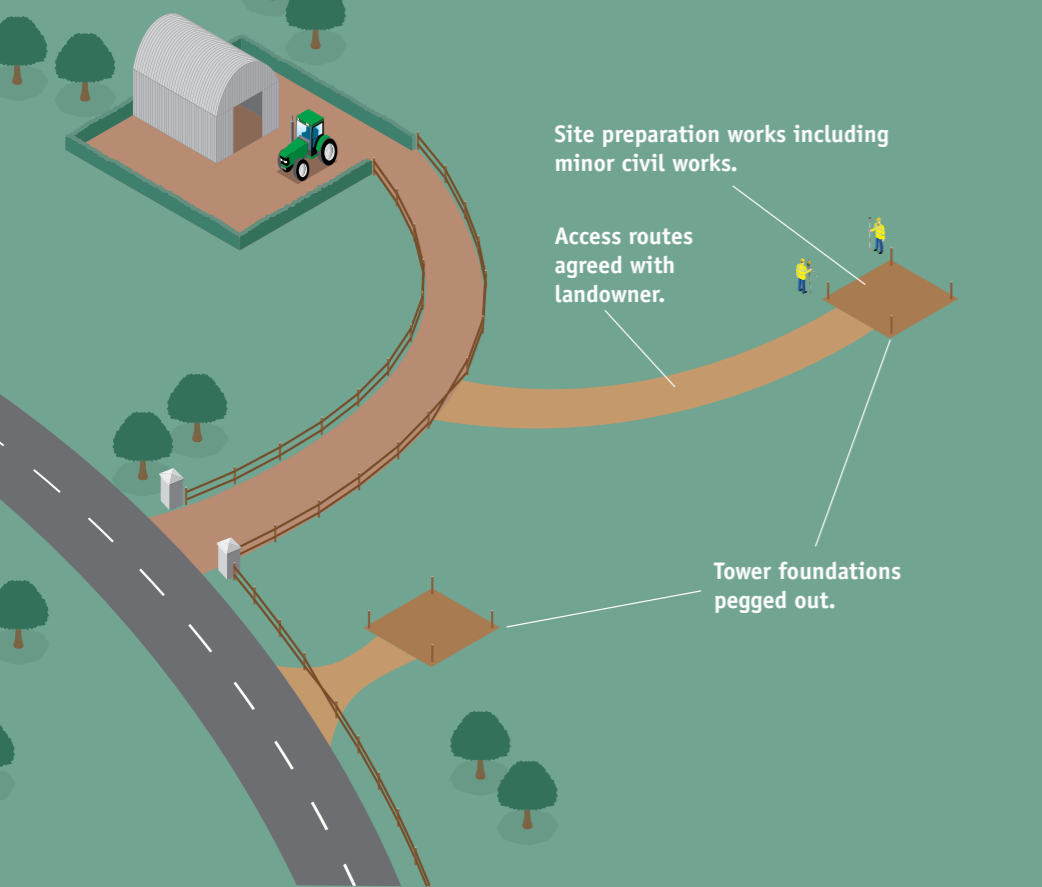 Site preparation works including
minor civil works.
Access routes
agreed with
landowner.
Tower foundations
pegged out.